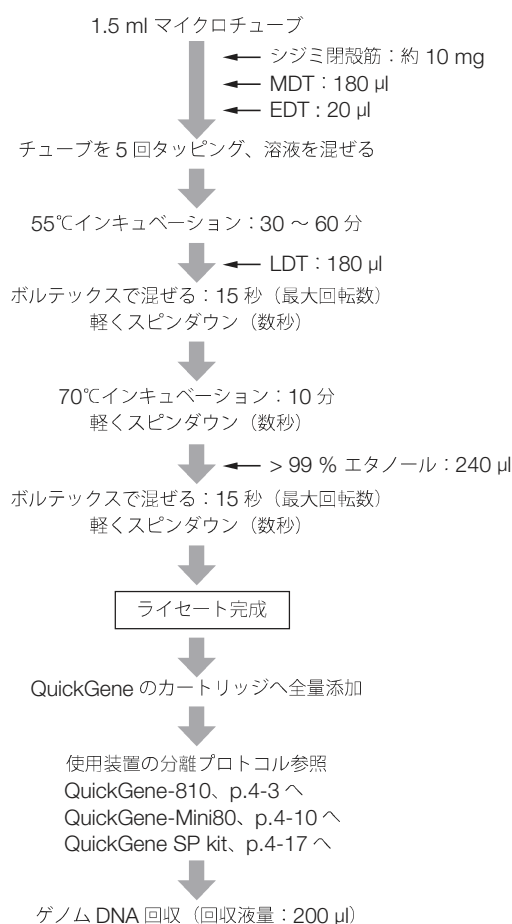 1.5 ml マイクロチューブ
シジミ閉殻筋：約 10 mg
MDT：180 µl
EDT : 20 µl
チューブを 5 回タッピング、溶液を混ぜる
55℃インキュベーション：30 ～ 60 分
LDT：180 µl
ボルテックスで混ぜる：15 秒（最大回転数）
軽くスピンダウン（数秒）
70℃インキュベーション：10 分
軽くスピンダウン（数秒）
> 99 % エタノール：240 µl
ボルテックスで混ぜる：15 秒（最大回転数）
軽くスピンダウン（数秒）
ライセート完成
QuickGene のカートリッジへ全量添加
使用装置の分離プロトコル参照
QuickGene-810、p.4-3 へ
QuickGene-Mini80、p.4-10 へ
QuickGene SP kit、p.4-17 へ
ゲノム DNA 回収（回収液量：200 µl）